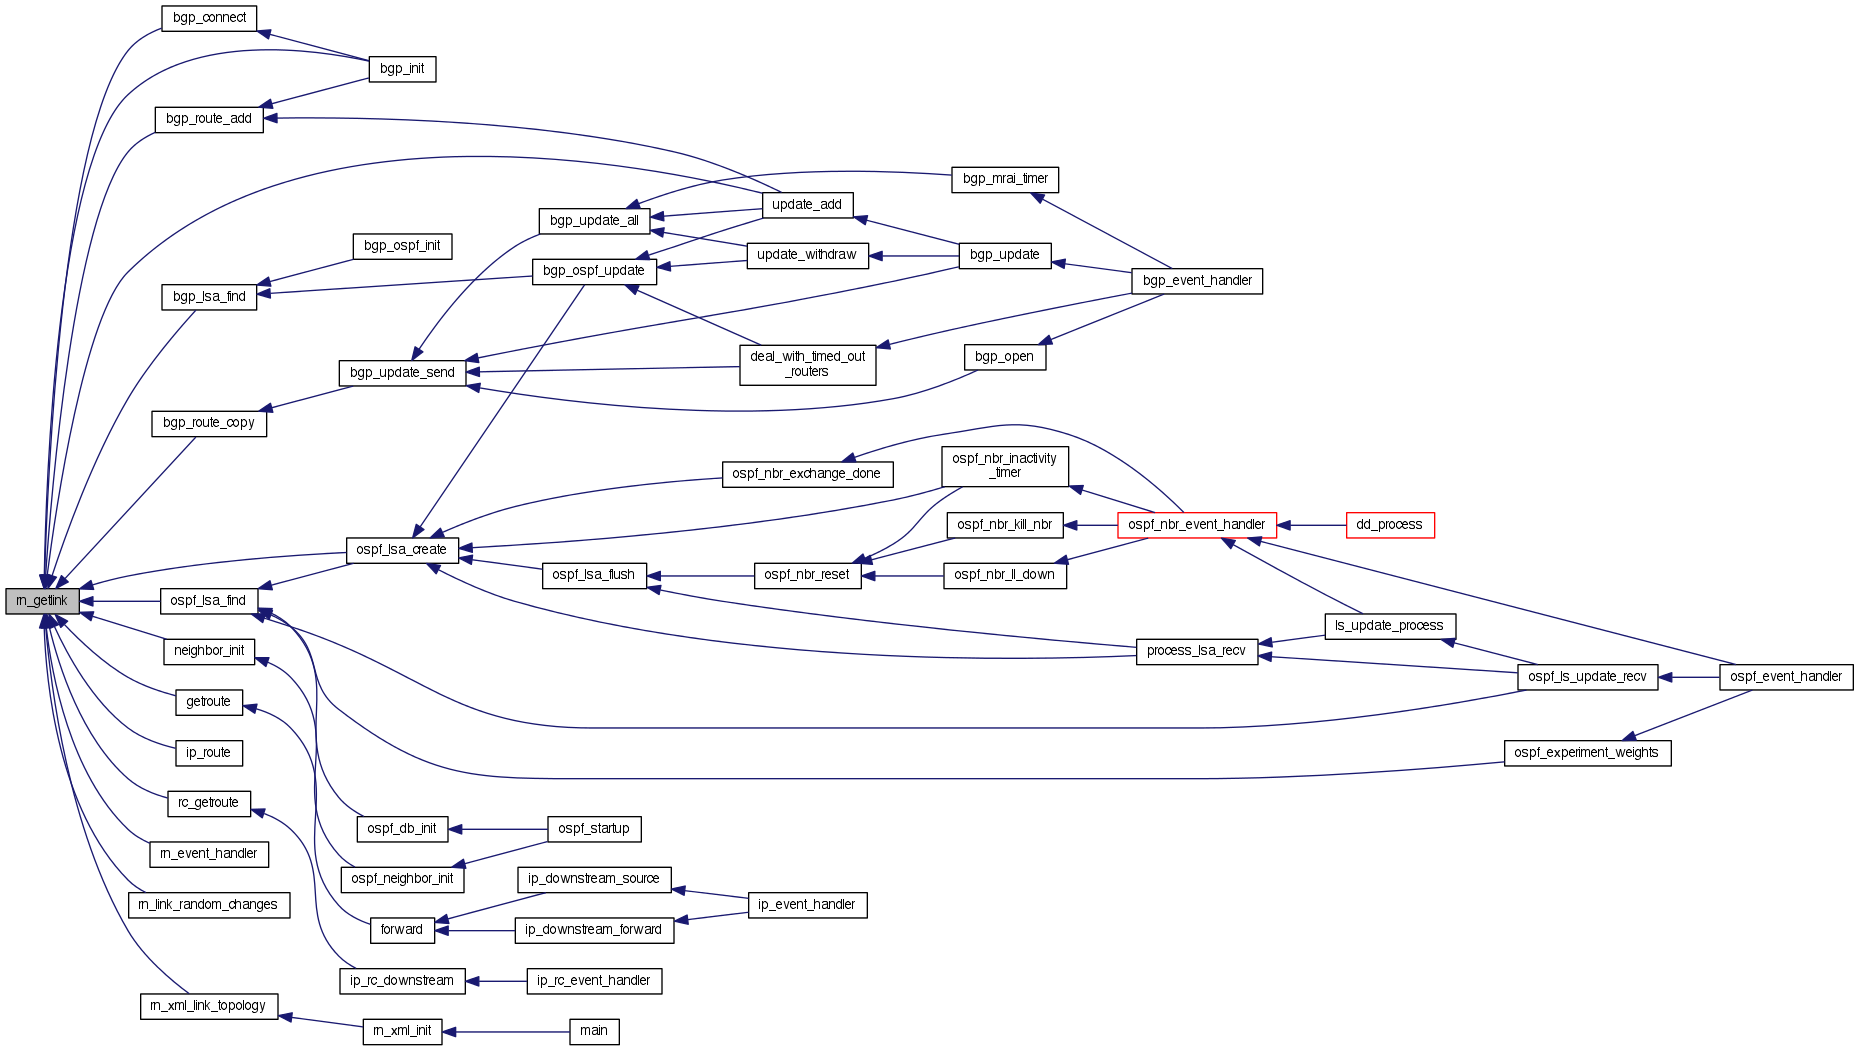 bgp_connect
bgp_init
bgp_route_add
bgp_mrai_timer
update_add
bgp_update_all
bgp_ospf_init
update_withdraw
bgp_update
bgp_ospf_update
bgp_event_handler
bgp_lsa_find
deal_with_timed_out
_routers
bgp_open
bgp_update_send
bgp_route_copy
ospf_nbr_inactivity
_timer
ospf_nbr_exchange_done
ospf_nbr_kill_nbr
ospf_nbr_event_handler
dd_process
ospf_lsa_create
ospf_lsa_flush
ospf_nbr_reset
ospf_nbr_ll_down
rn_getlink
ospf_lsa_find
ls_update_process
neighbor_init
process_lsa_recv
ospf_ls_update_recv
ospf_event_handler
getroute
ip_route
ospf_experiment_weights
rc_getroute
ospf_db_init
ospf_startup
rn_event_handler
ospf_neighbor_init
ip_downstream_source
rn_link_random_changes
ip_event_handler
forward
ip_downstream_forward
ip_rc_downstream
ip_rc_event_handler
rn_xml_link_topology
rn_xml_init
main